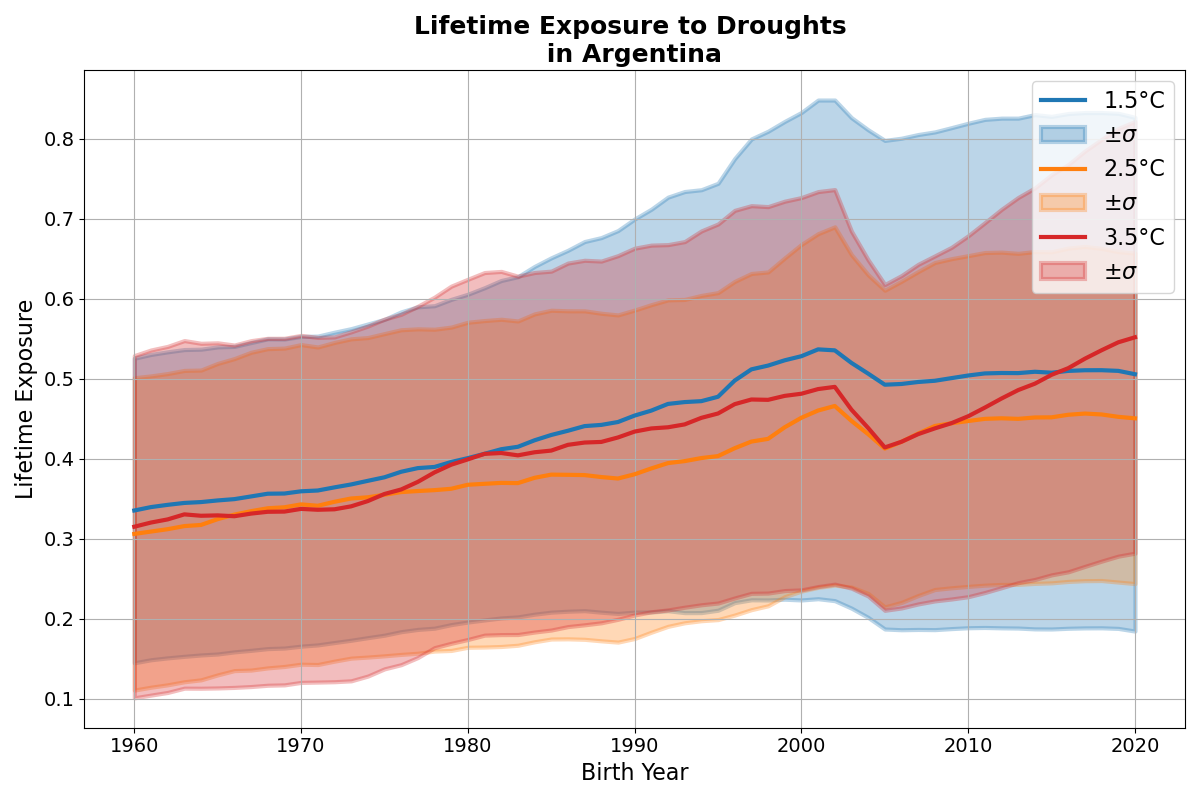 Lifetime Exposure to Droughts
in Argentina
Lifetime Exposure
0.8
0.7
0.6
0.5
0.4
0.3
0.2
0.1
1960 1970 1980 1990 2000 2010 2020
Birth Year
1.5°C
±σ
2.5°C
±σ
3.5°C
±σ